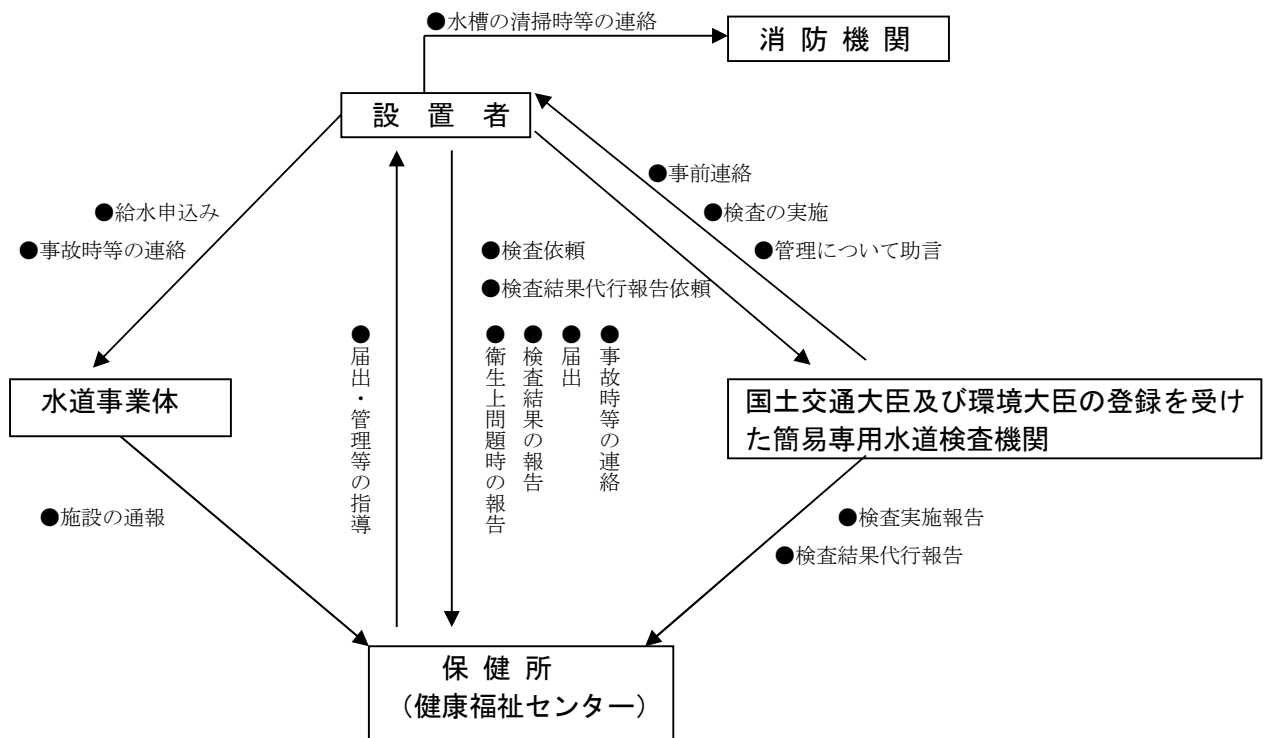 ●水槽の清掃時等の連絡
消防機関
設置者
●事前連絡
●給水申込み
●検査の実施
●事故時等の連絡
●検査依頼
●管理について助言
●検査結果代行報告依頼
●届出・管理等の指導
●衛生上問題時の報告
●検査結果の報告
●届出
●事故時等の連絡
水道事業体
国土交通大臣及び環境大臣の登録を受け
た簡易専用水道検査機関
●施設の通報
●検査実施報告
●検査結果代行報告
保健所
（健康福祉センター）